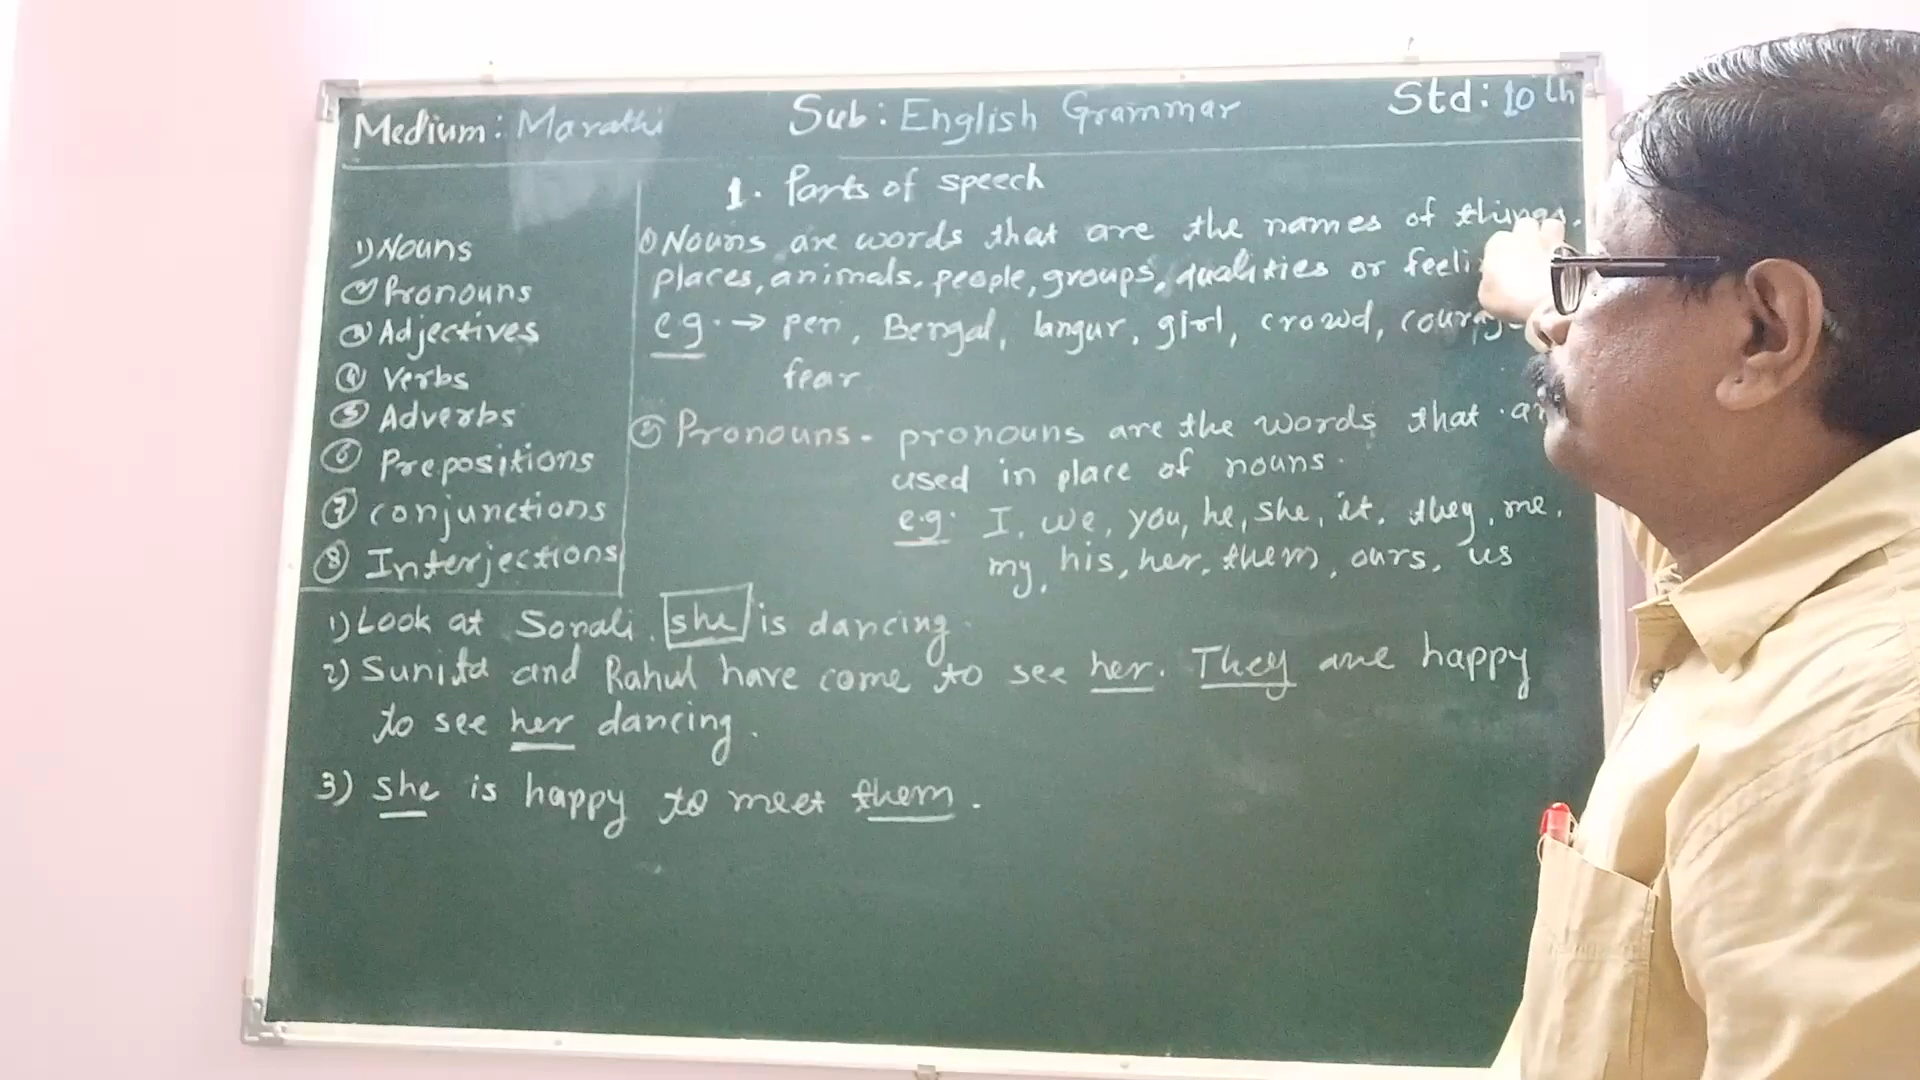 Medium: Marathi
Sub: English Grammar
Std: 10th
1. Parts of speech
1) Nouns
2 Pronouns
3 Adjectives
4 Verbs
5 Adverbs
6 Prepositions
7 conjunctions
8 Interjections
1) Nouns are words that are the names of things,
places, animals, people, groups, qualities or
eg. → pen, Bengal, langur, girl, crowd,
fear
2 Pronouns - pronouns are the words that
used in place of nouns.
e.g. I, we, you, he, she, it, they, me,
my, his, her, them, ours, us
1) Look at Sonali. she is dancing.
2) Sunita and Rahul have come to see her. They are happy
to see her dancing.
3) she is happy to meet them.